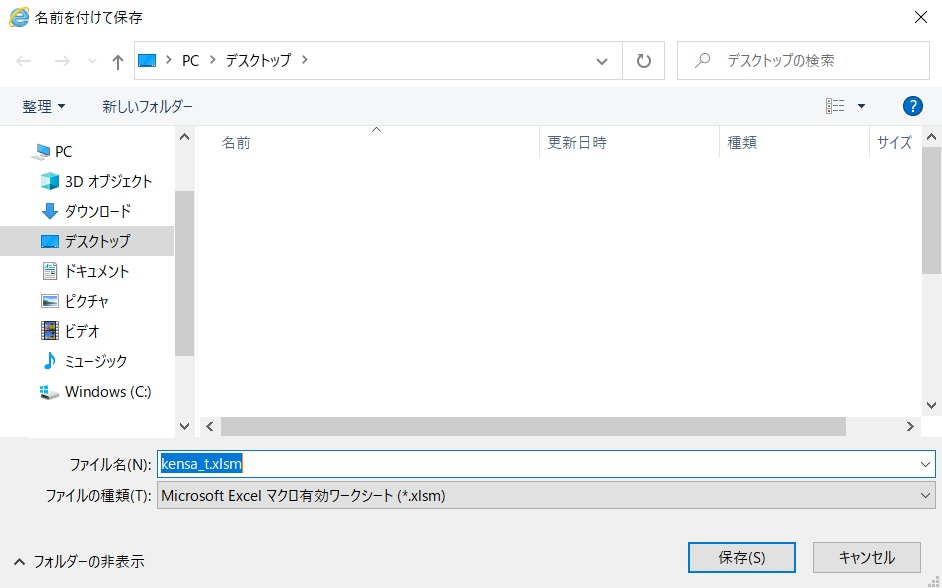 名前を付けて保存
PC
デスクトップ
デスクトップの検索
整理
新しいフォルダー
?
名前
更新日時
種類
サイズ
PC
3D オブジェクト
ダウンロード
デスクトップ
ドキュメント
ピクチャ
ビデオ
ミュージック
Windows (C:)
ファイル名(N):
kensa_t.xlsm
ファイルの種類(T):
Microsoft Excel マクロ有効ワークシート (*.xlsm)
フォルダーの非表示
保存(S)
キャンセル